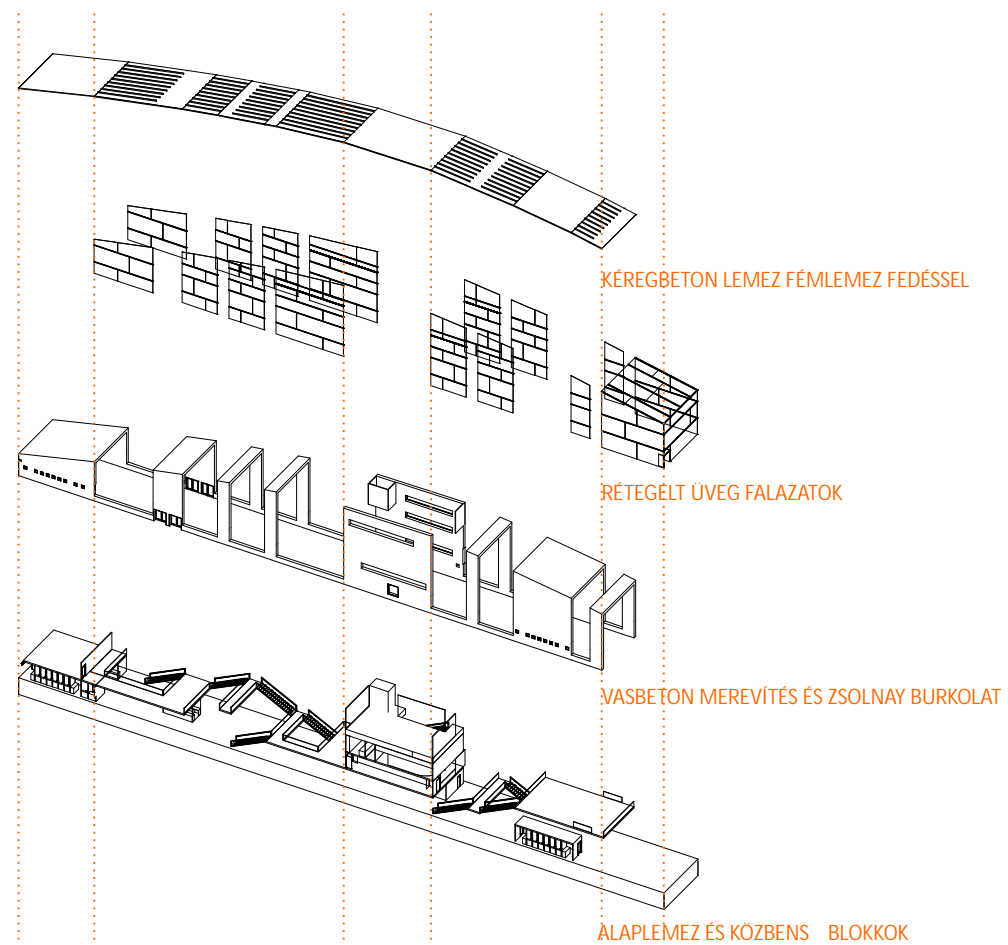 KÉREGBETON LEMEZ FÉMLEMEZ FEDÉSSEL
RÉTEGELT ÜVEG FALAZATOK
VASBETON MEREVÍTÉS ÉS ZSOLNAY BURKOLAT
ALAPLEMEZ ÉS KÖZBENS BLOKKOK